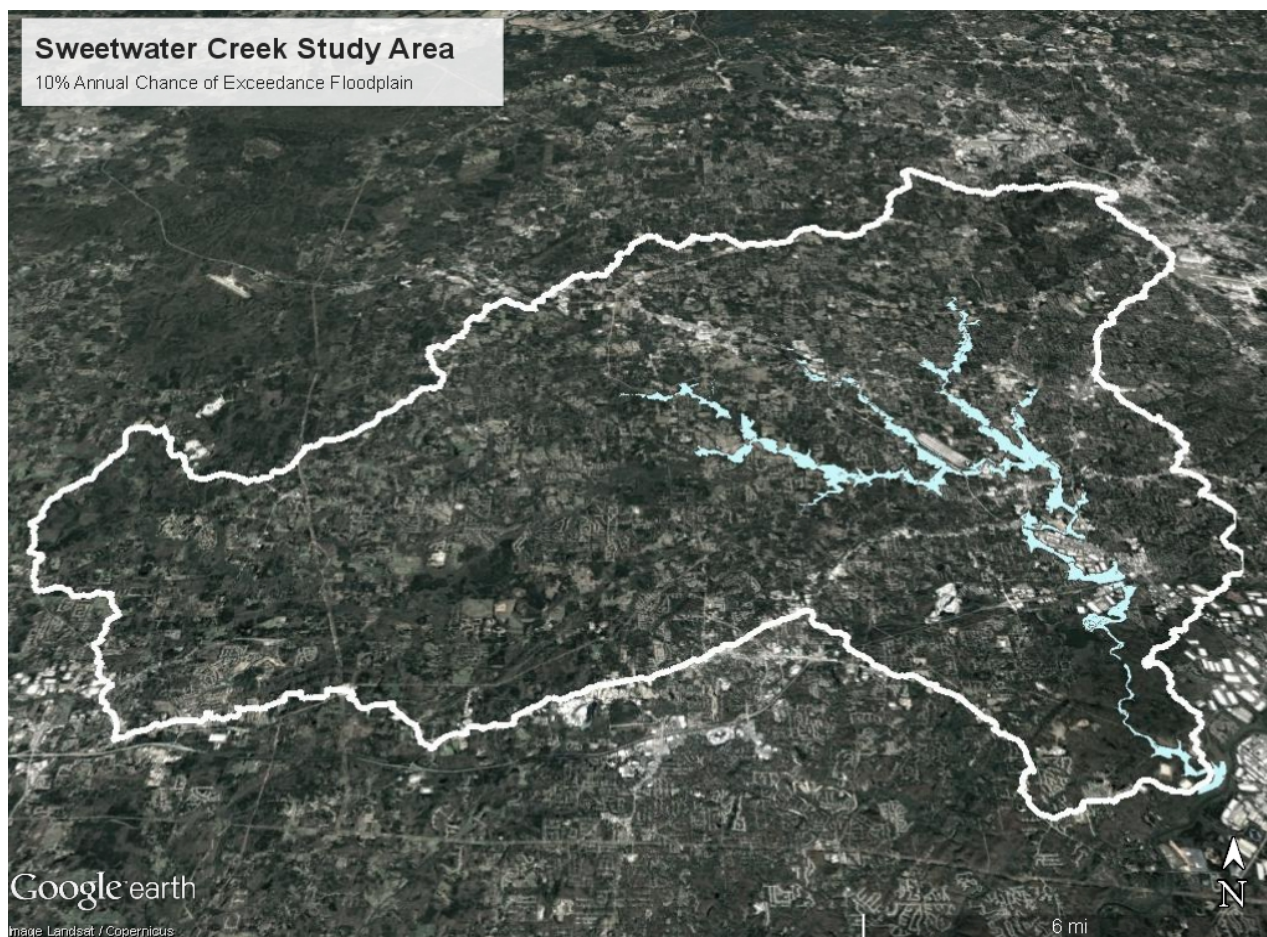 Sweetwater Creek Study Area
10% Annual Chance of Exceedance Floodplain
Google earth
N
Image Landsat / Copernicus
6 mi